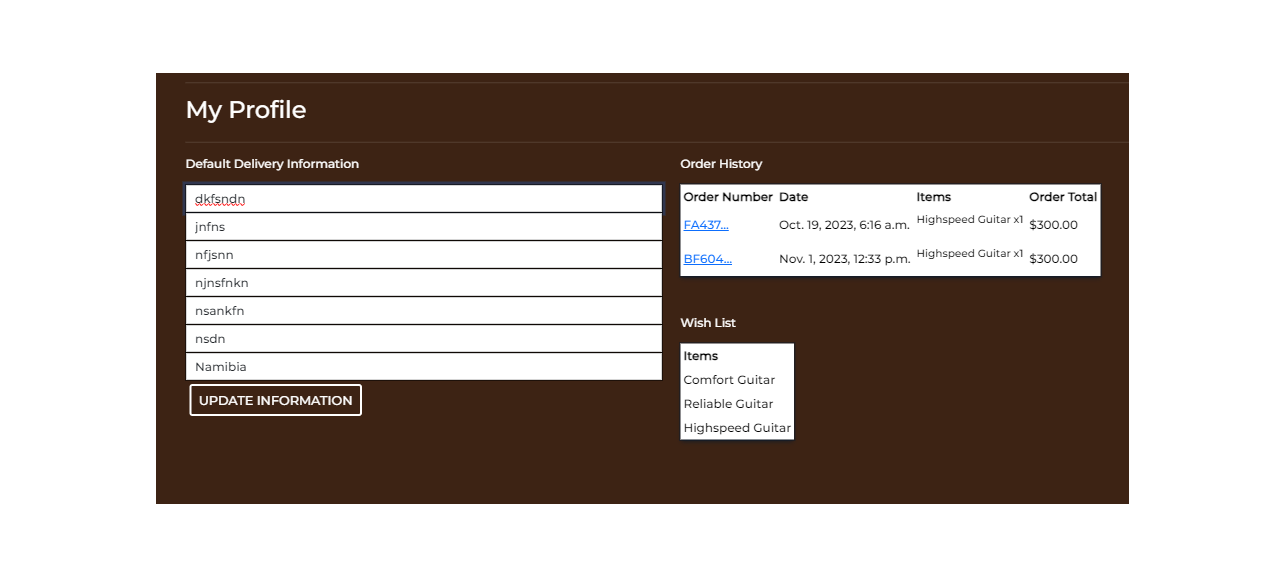 My Profile
Default Delivery Information
dkfsndn
jnfns
nfjsnn
njnsfnkn
nsankfn
nsdn
Namibia
UPDATE INFORMATION
Order History
Order Number Date Items Order Total
FA437... Oct. 19, 2023, 6:16 a.m. Highspeed Guitar x1 $300.00
BF604... Nov. 1, 2023, 12:33 p.m. Highspeed Guitar x1 $300.00
Wish List
Items
Comfort Guitar
Reliable Guitar
Highspeed Guitar